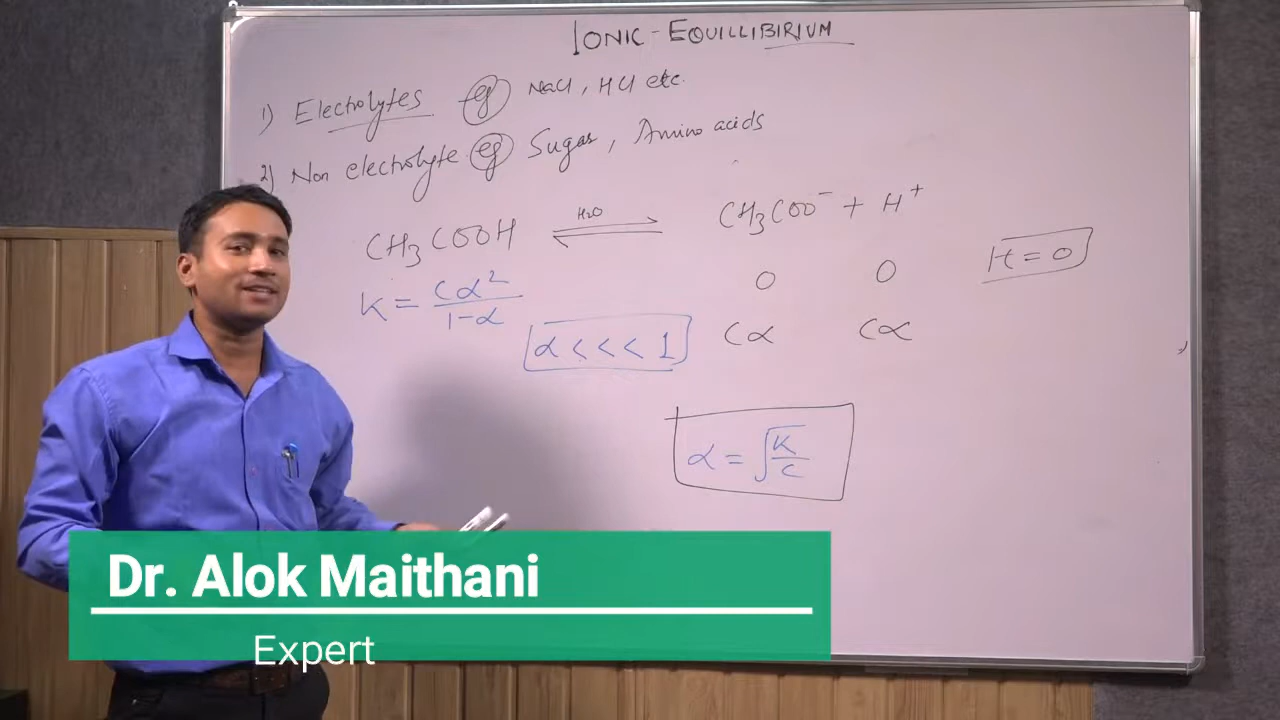 IONIC-EQUILLIBIRIUM
1) Electrolytes eg NaCl, HCl etc.
2) Non electrolyte eg Sugar, Amino acids
CH₃COOH ⇌ H₂O CH₃COO⁻ + H⁺
0 0 t=0
K = Cα²/1-α
α <<< 1 Cα Cα
α = √K/C
Dr. Alok Maithani
Expert